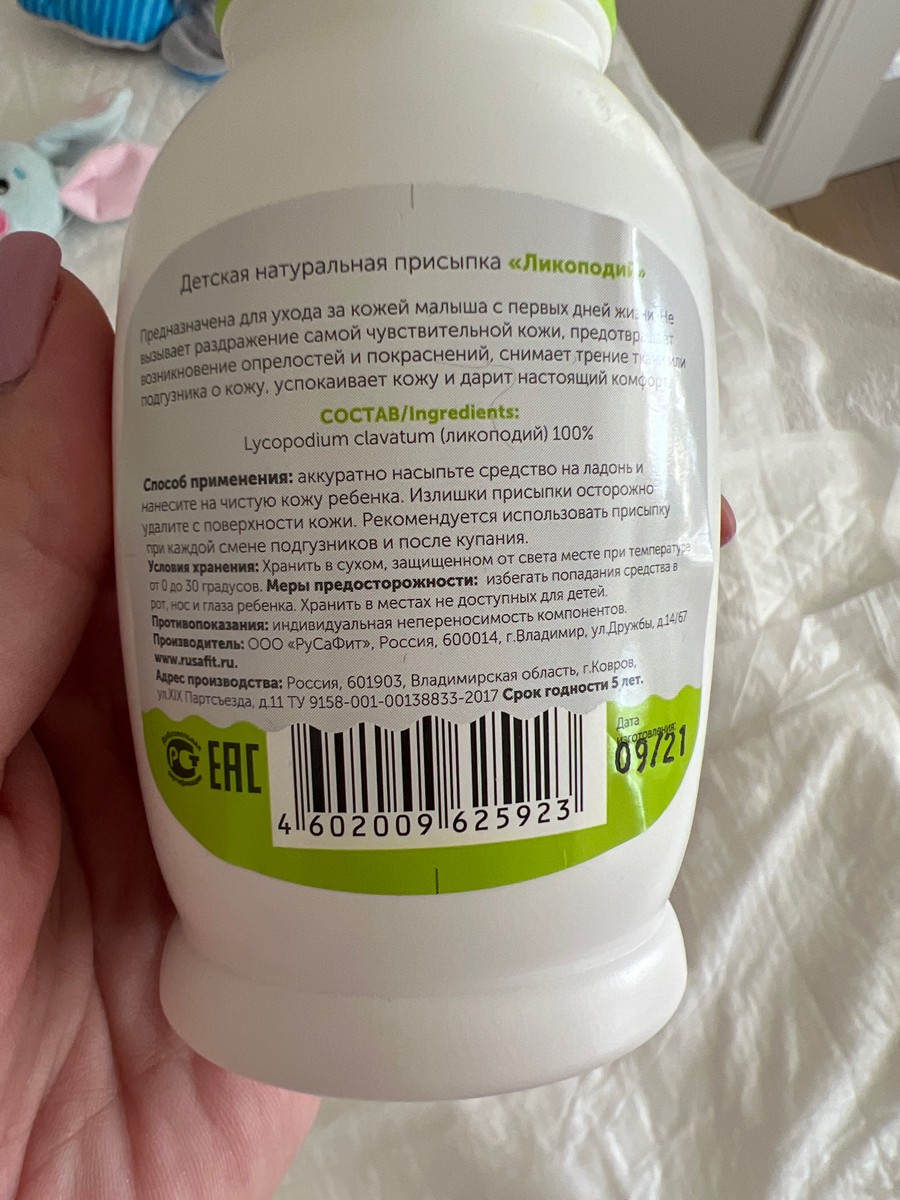 Детская натуральная присыпка «Ликоподий»
Предназначена для ухода за кожей малыша с первых дней жизни. Не
вызывает раздражение самой чувствительной кожи, предотвращает
возникновение опрелостей и покраснений, снимает трение ткани или
подгузника о кожу, успокаивает кожу и дарит настоящий комфорт.
СОСТАВ/Ingredients:
Lycopodium clavatum (ликоподий) 100%
Способ применения: аккуратно насыпьте средство на ладонь и
нанесите на чистую кожу ребенка. Излишки присыпки осторожно
удалите с поверхности кожи. Рекомендуется использовать присыпку
при каждой смене подгузников и после купания.
Условия хранения: Хранить в сухом, защищенном от света месте при температуре
от 0 до 30 градусов. Меры предосторожности: избегать попадания средства в
рот, нос и глаза ребенка. Хранить в местах не доступных для детей.
Противопоказания: индивидуальная непереносимость компонентов.
Производитель: ООО «РуСаФит», Россия, 600014, г.Владимир, ул.Дружбы, д.14/67
www.rusafit.ru.
Адрес производства: Россия, 601903, Владимирская область, г.Ковров,
ул.XIX Партсъезда, д.11 ТУ 9158-001-00138833-2017 Срок годности 5 лет.
Дата
изготовления:
09/21
РСТ
ЕАС
4 602009 625923